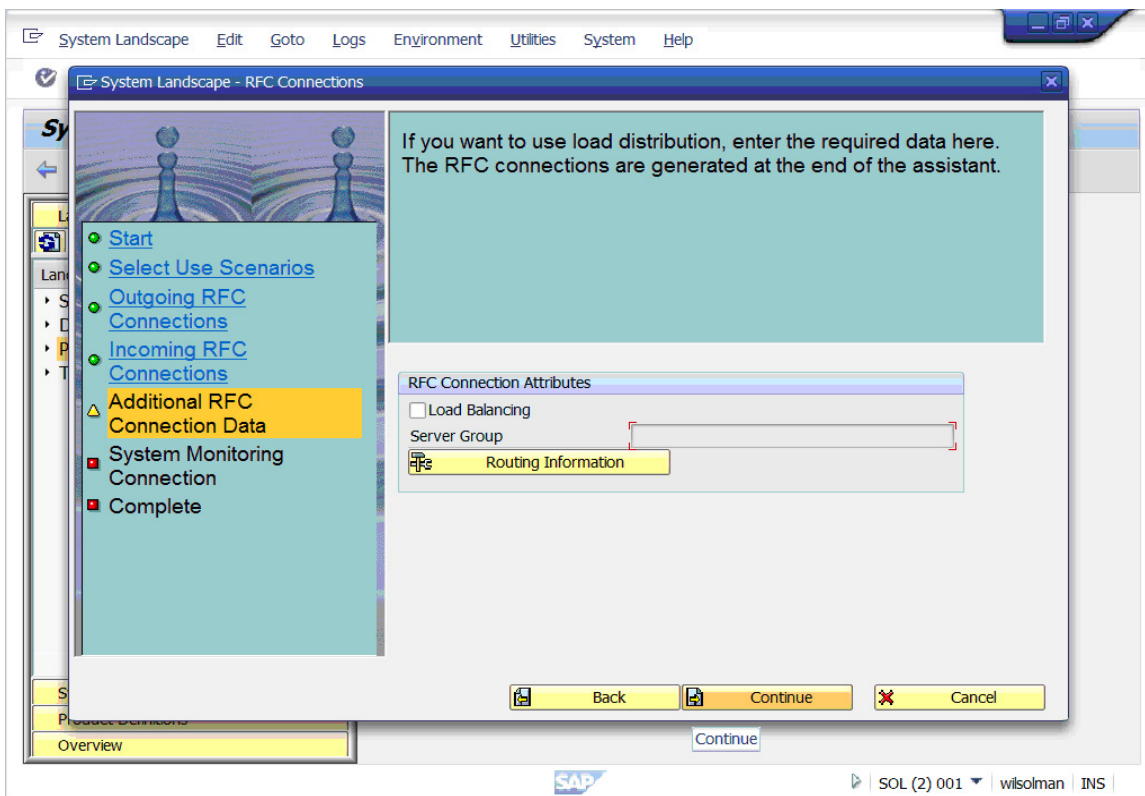 System Landscape Edit Goto Logs Environment Utilities System Help
System Landscape - RFC Connections
Sy
If you want to use load distribution, enter the required data here.
The RFC connections are generated at the end of the assistant.
Start
Select Use Scenarios
Outgoing RFC
Connections
Incoming RFC
Connections
Additional RFC
Connection Data
System Monitoring
Connection
Complete
RFC Connection Attributes
Load Balancing
Server Group
Routing Information
Back Continue Cancel
Overview
Continue
SAP SOL (2) 001 wilsolman INS